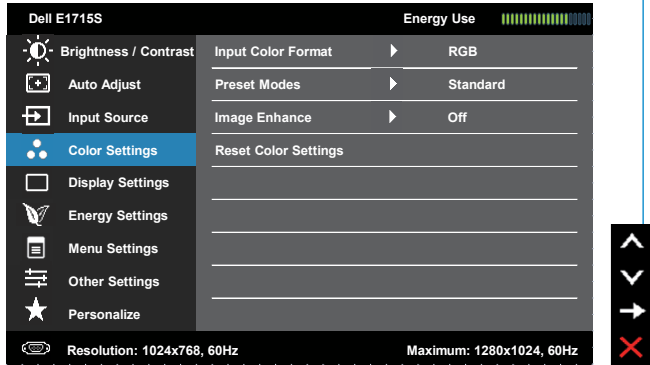 Dell E1715S Energy Use
Brightness / Contrast Input Color Format RGB
Auto Adjust Preset Modes Standard
Input Source Image Enhance Off
Color Settings Reset Color Settings
Display Settings
Energy Settings
Menu Settings
Other Settings
Personalize
Resolution: 1024x768, 60Hz Maximum: 1280x1024, 60Hz